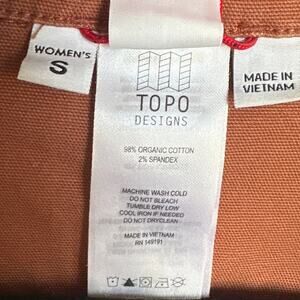 WOMEN'S
S
TOPO
DESIGNS
MADE IN
VIETNAM
98% ORGANIC COTTON
2% SPANDEX
MACHINE WASH COLD
DO NOT BLEACH
TUMBLE DRY LOW
COOL IRON IF NEEDED
DO NOT DRYCLEAN
MADE IN VIETNAM
RN 149191